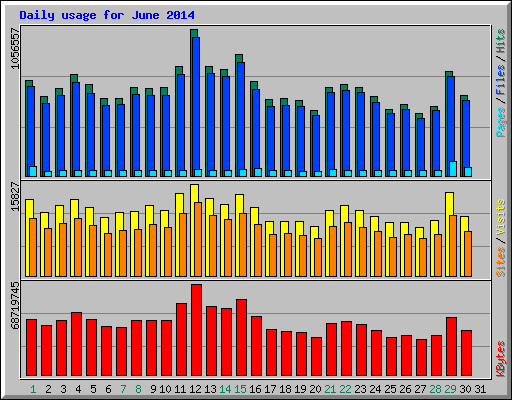 Daily usage for June 2014
1056557
Pages / Files / Hits
15827
Sites / Visits
68719745
KBytes
1 2 3 4 5 6 7 8 9 10 11 12 13 14 15 16 17 18 19 20 21 22 23 24 25 26 27 28 29 30 31